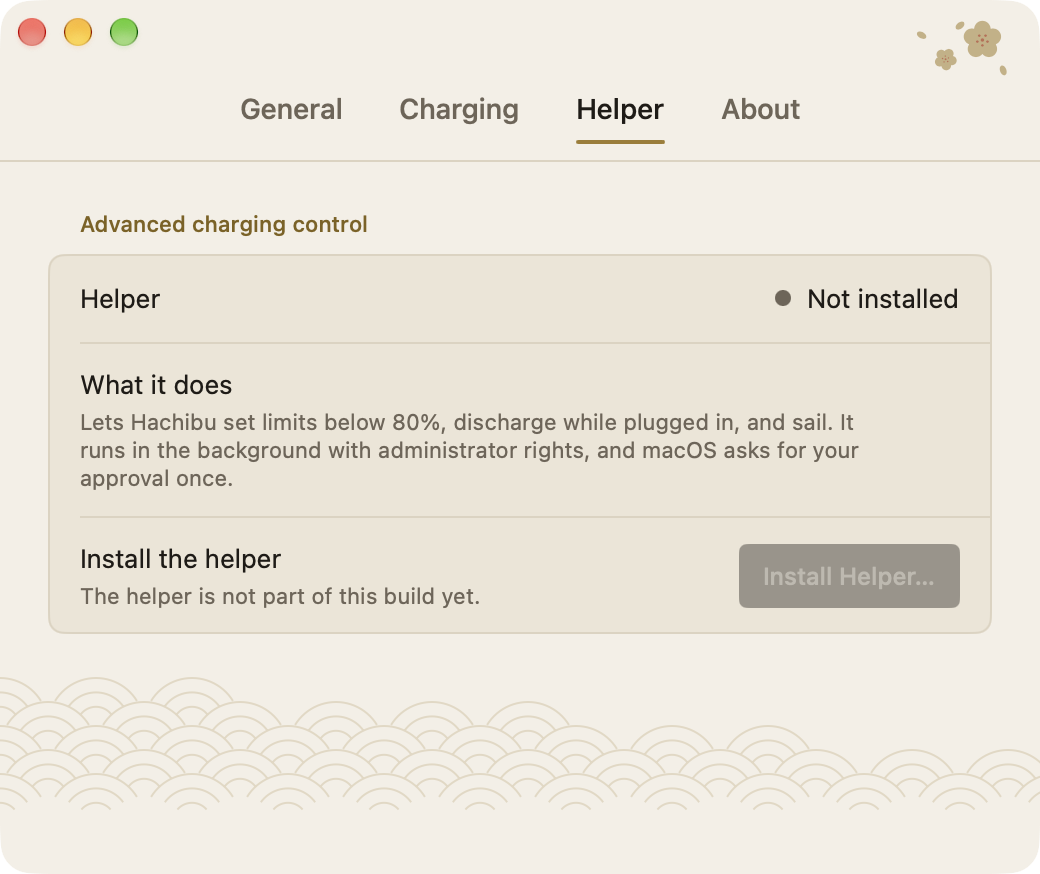 General
Charging
Helper
About
Advanced charging control
Helper
Not installed
What it does
Lets Hachibu set limits below 80%, discharge while plugged in, and sail. It
runs in the background with administrator rights, and macOS asks for your
approval once.
Install the helper
The helper is not part of this build yet.
Install Helper...